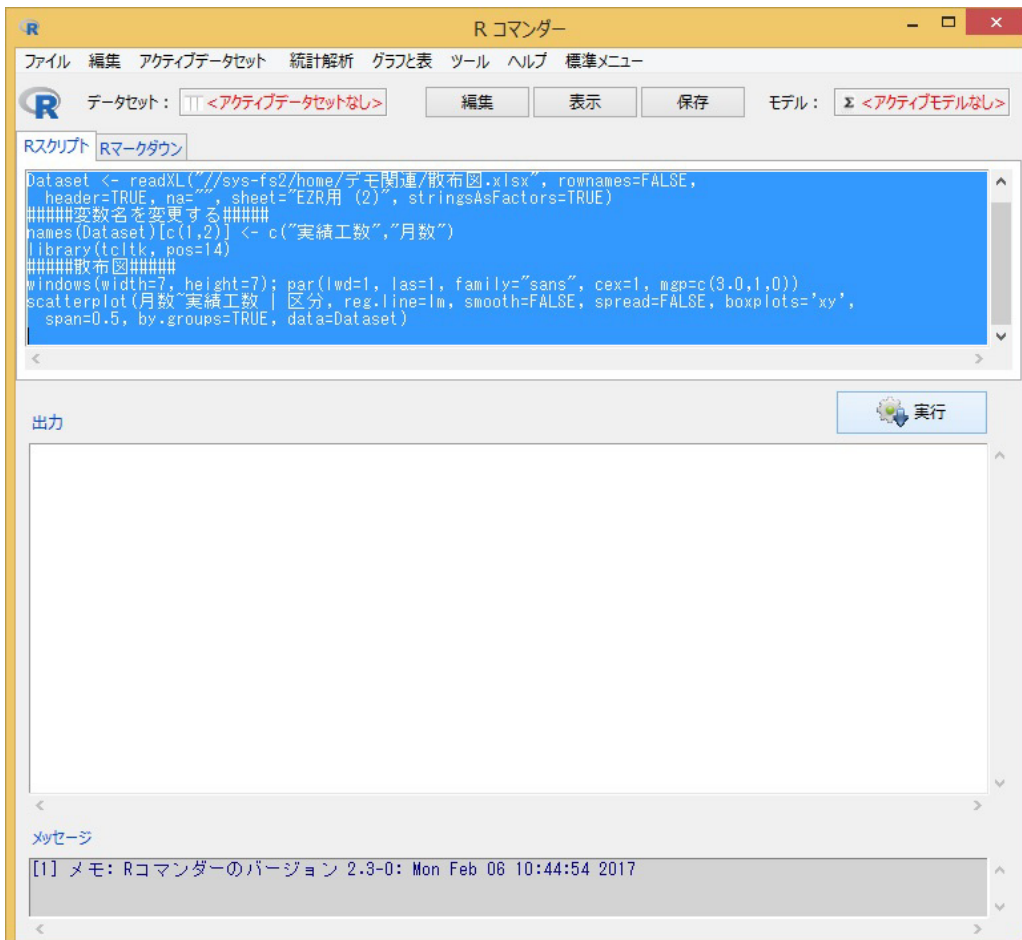 R コマンダー
ファイル 編集 アクティブデータセット 統計解析 グラフと表 ツール ヘルプ 標準メニュー
データセット： <アクティブデータセットなし> 編集 表示 保存 モデル： Σ <アクティブモデルなし>
Rスクリプト Rマークダウン
Dataset <- readXL("//sys-fs2/home/デモ関連/散布図.xlsx", rownames=FALSE,
header=TRUE, na="", sheet="EZR用 (2)", stringsAsFactors=TRUE)
#####変数名を変更する#####
names(Dataset)[c(1,2)] <- c("実績工数","月数")
library(tcltk, pos=14)
#####散布図#####
windows(width=7, height=7); par(lwd=1, las=1, family="sans", cex=1, mgp=c(3.0,1,0))
scatterplot(月数~実績工数 | 区分, reg.line=lm, smooth=FALSE, spread=FALSE, boxplots='xy',
span=0.5, by.groups=TRUE, data=Dataset)
実行
出力
メッセージ
[1] メモ: Rコマンダーのバージョン 2.3-0: Mon Feb 06 10:44:54 2017